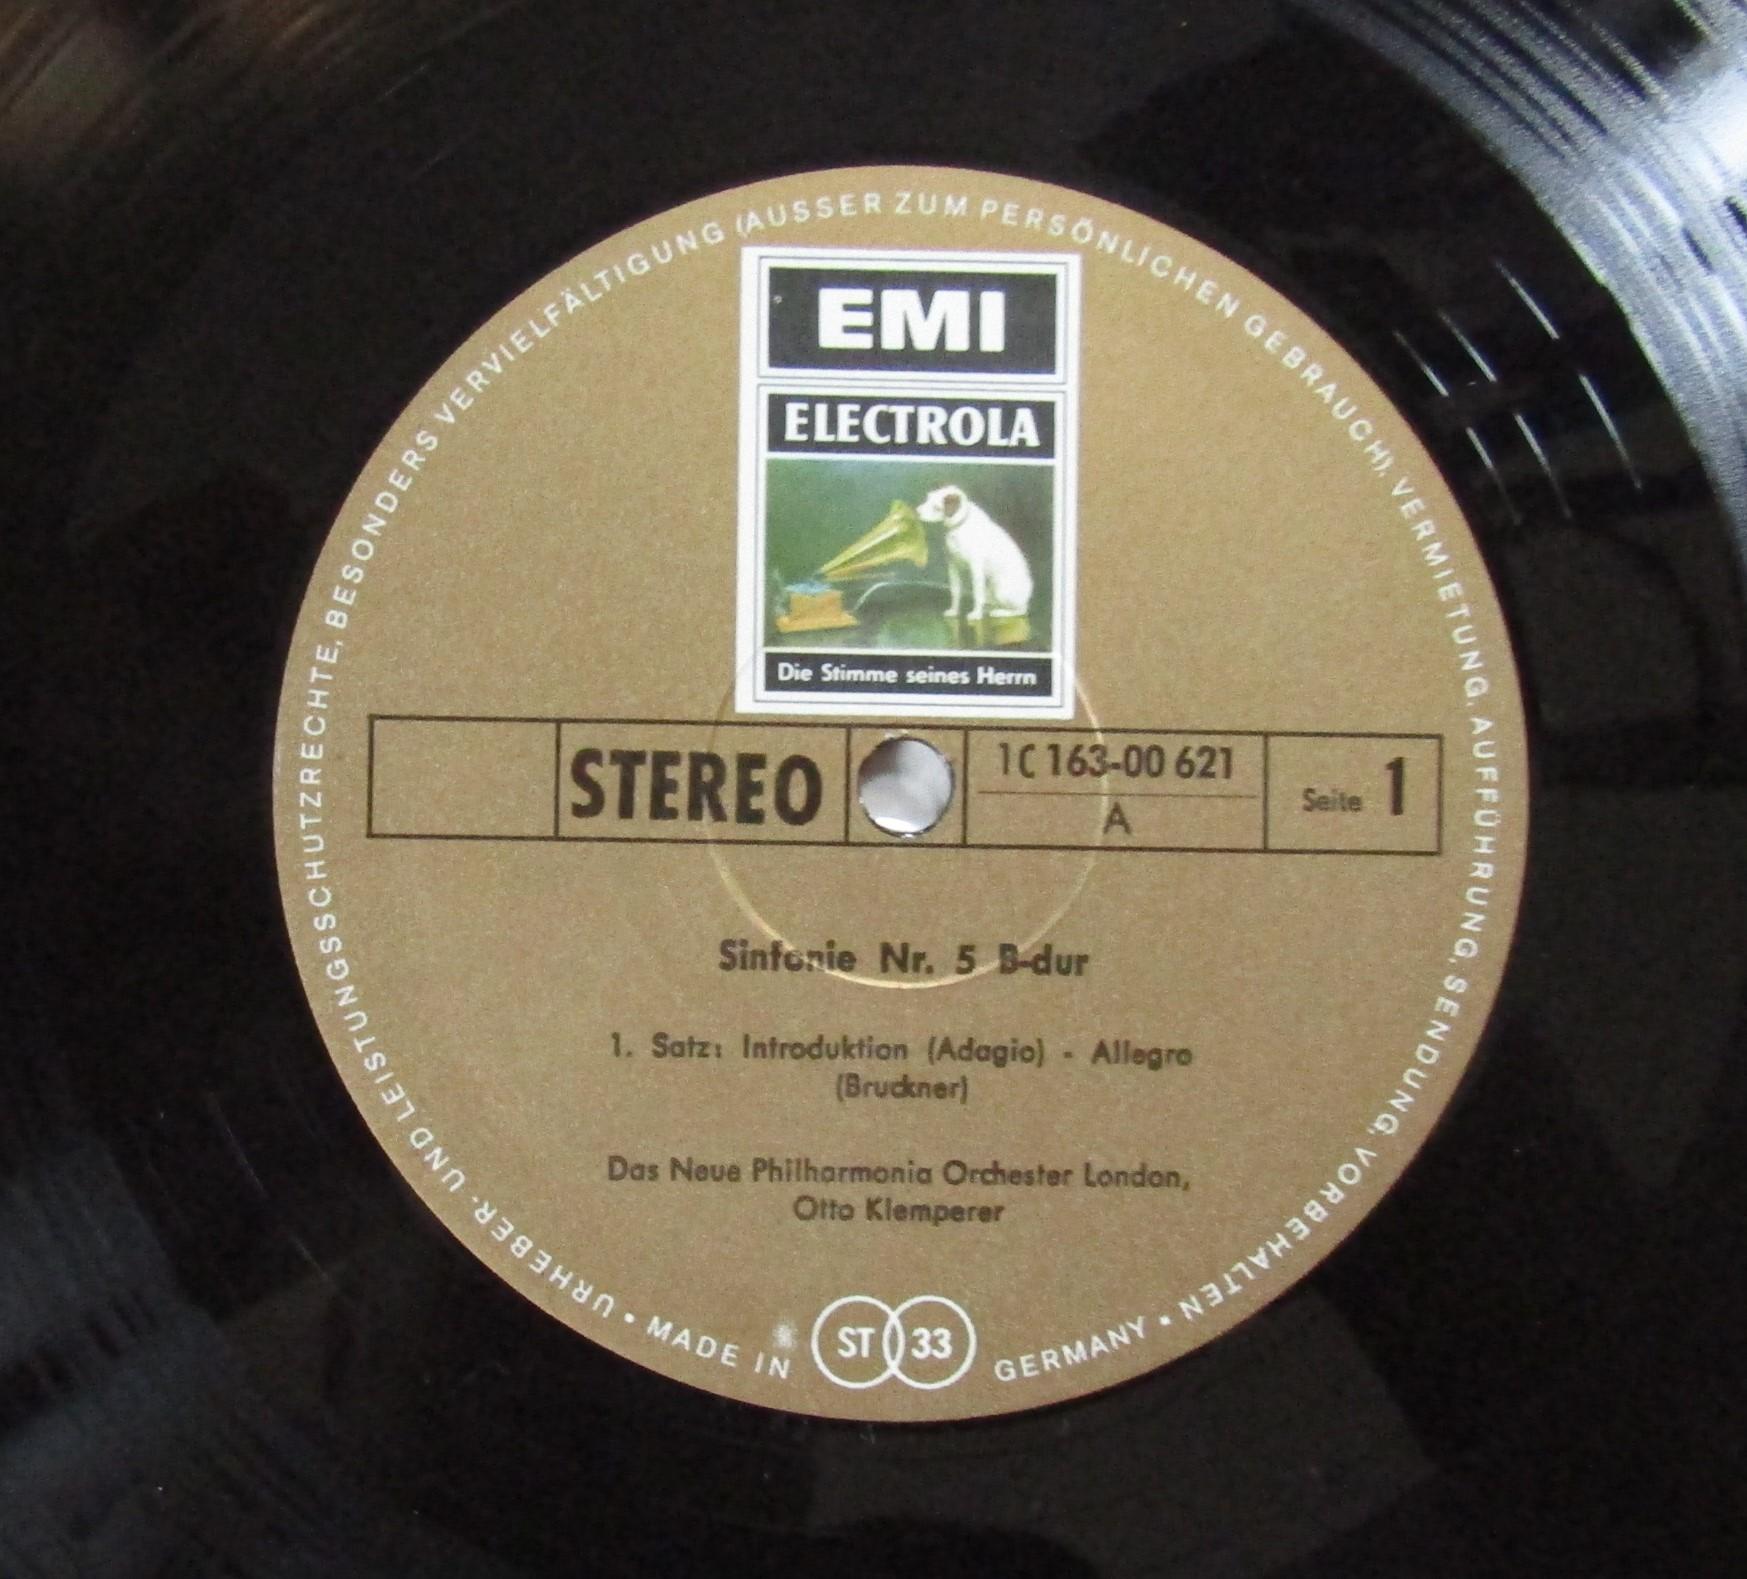 EMI
ELECTROLA
Die Stimme seines Herrn
STEREO
1C 163-00 621
A
Seite 1
Sinfonie Nr. 5 B-dur
1. Satz: Introduktion (Adagio) - Allegro
(Bruckner)
Das Neue Philharmonia Orchester London,
Otto Klemperer
ST 33
MADE IN GERMANY • URHEBER- UND LEISTUNGSSCHUTZRECHTE, BESONDERS VERVIELFÄLTIGUNG (AUSSER ZUM PERSÖNLICHEN GEBRAUCH), VERMIETUNG, AUFFÜHRUNG, SENDUNG, VORBEHALTEN •